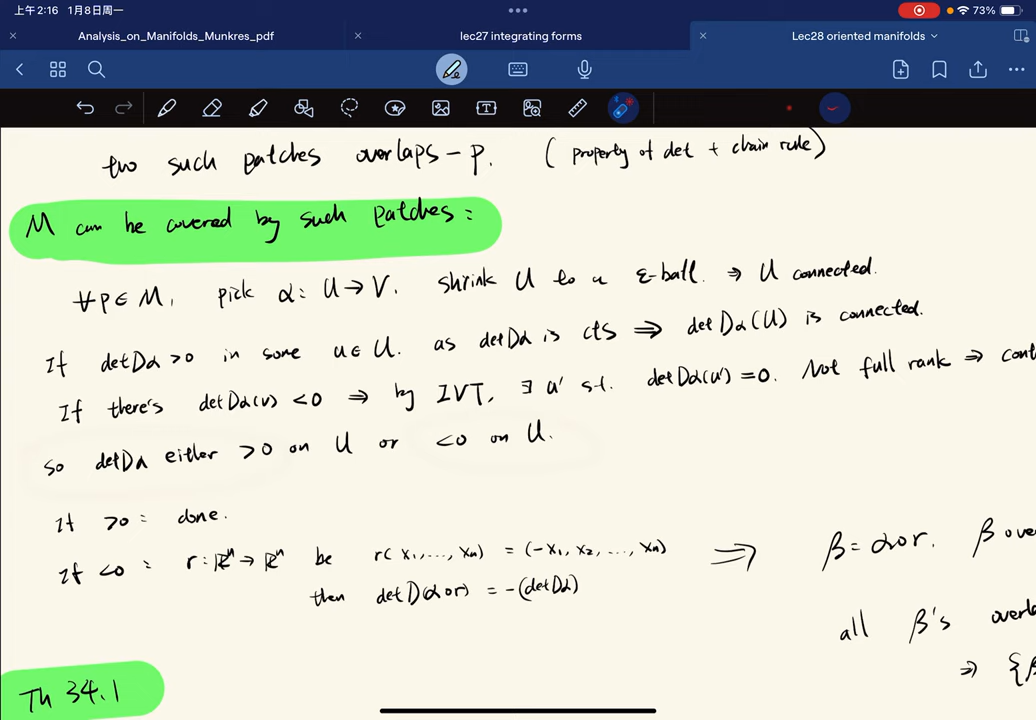 上午 2:16 1月8日周一
73%
Analysis_on_Manifolds_Munkres_pdf
lec27 integrating forms
Lec28 oriented manifolds
two such patches overlaps - p. ( property of det + chain rule )
M can be covered by such patches :
∀p∈M, pick α: U → V. shrink U to a ε-ball. ⇒ U connected.
If det Dα > 0 in some u∈U. as det Dα is cts ⇒ det Dα(U) is connected.
If there's det Dα(v) < 0 ⇒ by IVT, ∃ u' s.t. det Dα(u') = 0. Not full rank ⇒ cont
so det Dα either > 0 on U or < 0 on U.
If > 0 : done.
If < 0 : r: ℝⁿ → ℝⁿ be r( x₁, ..., xₙ) = (-x₁, x₂, ..., xₙ) ⇒ β = α∘r. β ove
then det D(α∘r) = -(det Dα)
all β's overla
⇒ {β
Th 34.1